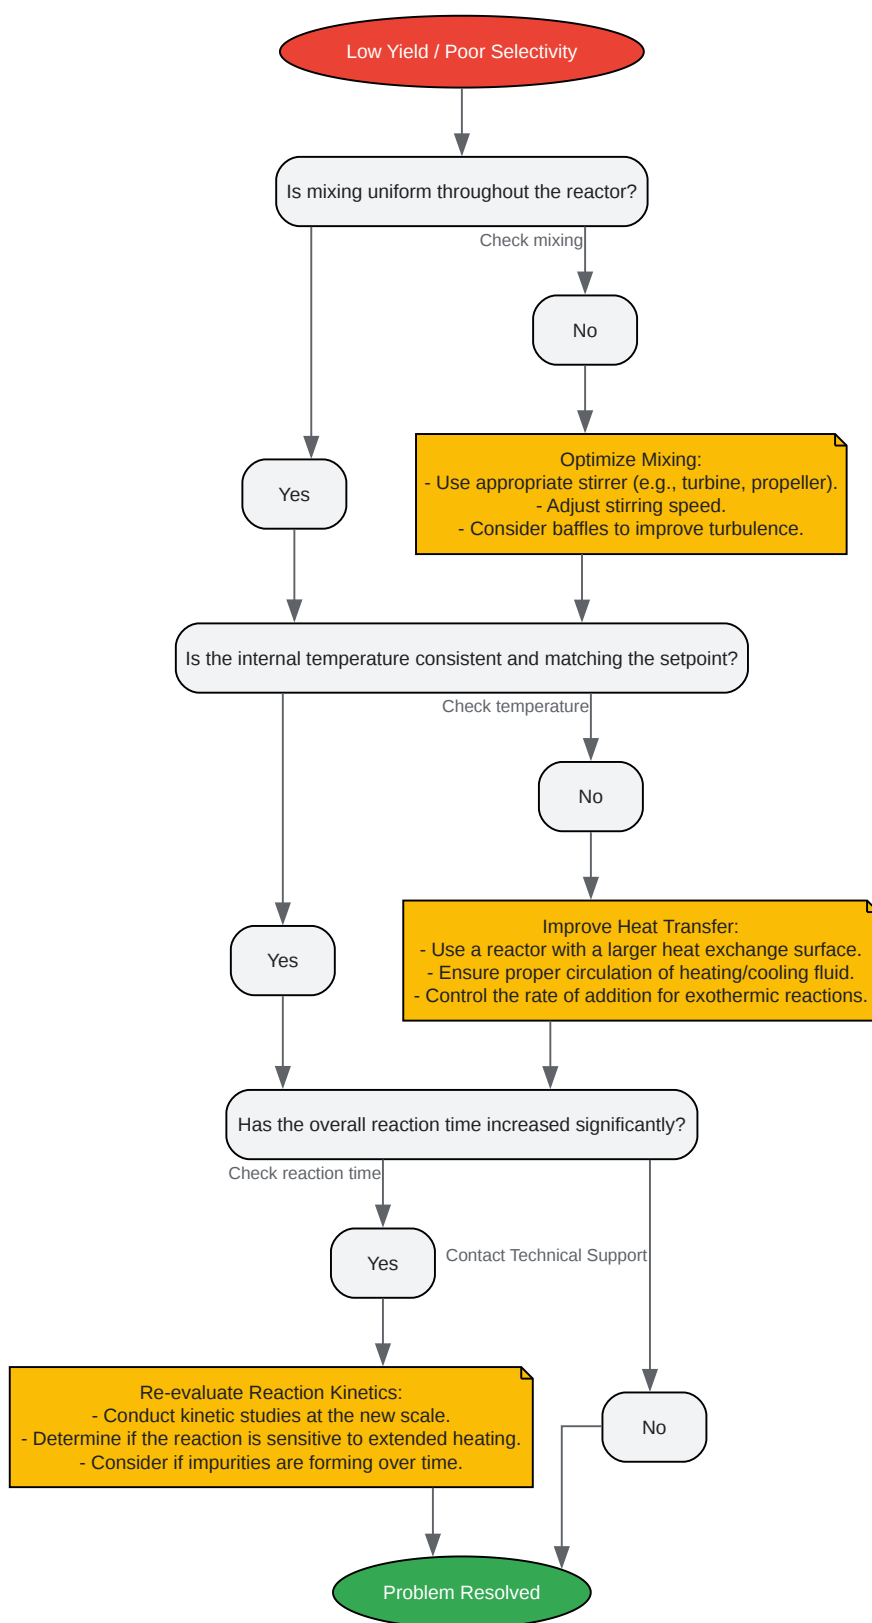 Low Yield / Poor Selectivity
Is mixing uniform throughout the reactor?
Check mixing
No
Yes
Optimize Mixing:
- Use appropriate stirrer (e.g., turbine, propeller).
- Adjust stirring speed.
- Consider baffles to improve turbulence.
Is the internal temperature consistent and matching the setpoint?
Check temperature
No
Yes
Improve Heat Transfer:
- Use a reactor with a larger heat exchange surface.
- Ensure proper circulation of heating/cooling fluid.
- Control the rate of addition for exothermic reactions.
Has the overall reaction time increased significantly?
Check reaction time
Yes
Contact Technical Support
Re-evaluate Reaction Kinetics:
- Conduct kinetic studies at the new scale.
- Determine if the reaction is sensitive to extended heating.
- Consider if impurities are forming over time.
No
Problem Resolved